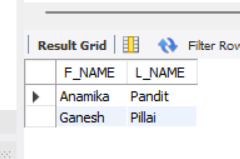 Result Grid Filter Row
F_NAME L_NAME
Anamika Pandit
Ganesh Pillai